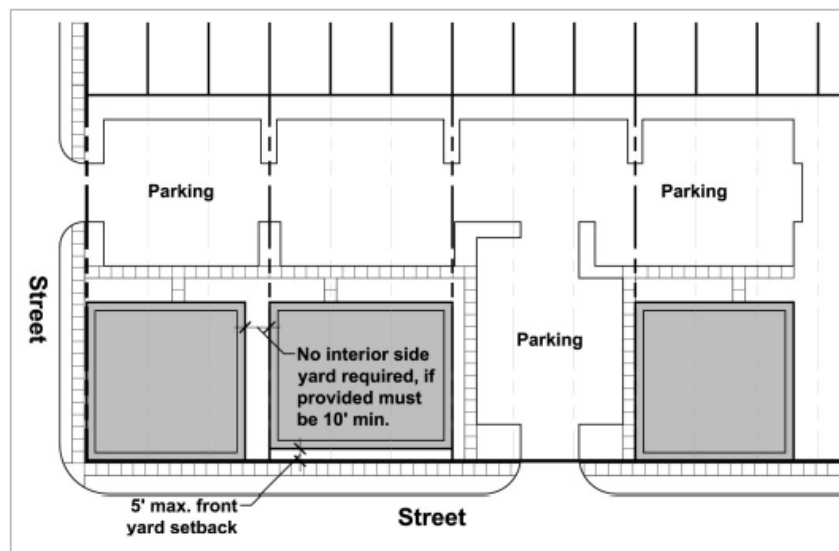 Parking
Parking
Street
Parking
No interior side
yard required, if
provided must
be 10' min.
5' max. front
yard setback
Street